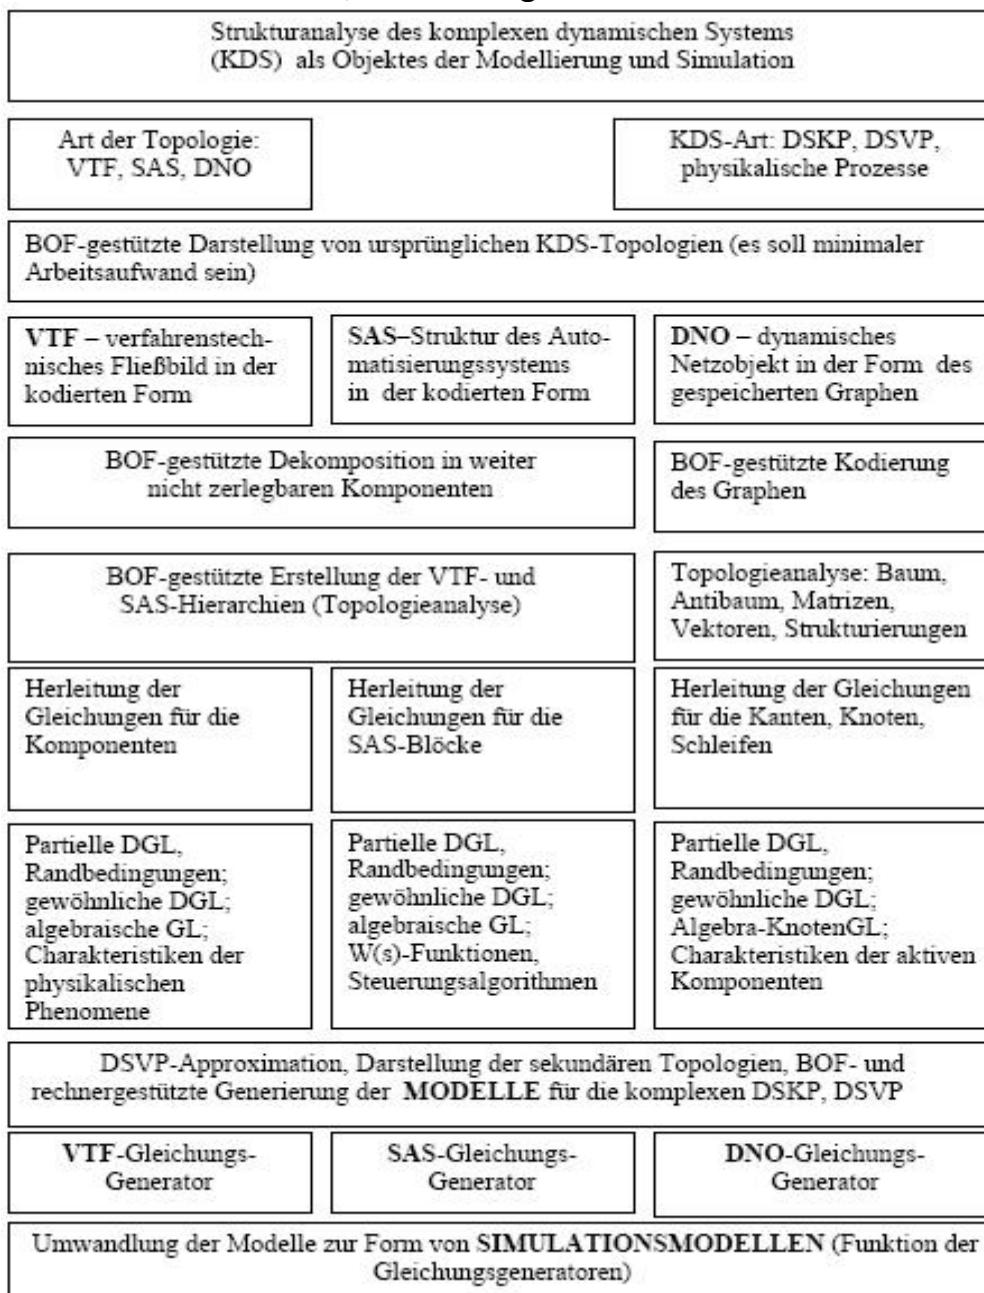 Strukturanalyse des komplexen dynamischen Systems
(KDS) als Objektes der Modellierung und Simulation
Art der Topologie:
VTF, SAS, DNO
KDS-Art: DSKP, DSVP,
physikalische Prozesse
BOF-gestützte Darstellung von ursprünglichen KDS-Topologien (es soll minimaler
Arbeitsaufwand sein)
VTF – verfahrenstech-
nisches Fließbild in der
kodierten Form
SAS–Struktur des Auto-
matisierungssystems
in der kodierten Form
DNO – dynamisches
Netzobjekt in der Form des
gespeicherten Graphen
BOF-gestützte Dekomposition in weiter
nicht zerlegbaren Komponenten
BOF-gestützte Kodierung
des Graphen
BOF-gestützte Erstellung der VTF- und
SAS-Hierarchien (Topologieanalyse)
Topologieanalyse: Baum,
Antibaum, Matrizen,
Vektoren, Strukturierungen
Herleitung der
Gleichungen für die
Komponenten
Herleitung der
Gleichungen für die
SAS-Blöcke
Herleitung der Gleichungen
für die Kanten, Knoten,
Schleifen
Partielle DGL,
Randbedingungen;
gewöhnliche DGL;
algebraische GL;
Charakteristiken der
physikalischen
Phenomene
Partielle DGL,
Randbedingungen;
gewöhnliche DGL;
algebraische GL;
W(s)-Funktionen,
Steuerungsalgorithmen
Partielle DGL,
Randbedingungen;
gewöhnliche DGL;
Algebra-KnotenGL;
Charakteristiken der aktiven
Komponenten
DSVP-Approximation, Darstellung der sekundären Topologien, BOF- und
rechnergestützte Generierung der MODELLE für die komplexen DSKP, DSVP
VTF-Gleichungs-
Generator
SAS-Gleichungs-
Generator
DNO-Gleichungs-
Generator
Umwandlung der Modelle zur Form von SIMULATIONSMODELLEN (Funktion der
Gleichungsgeneratoren)